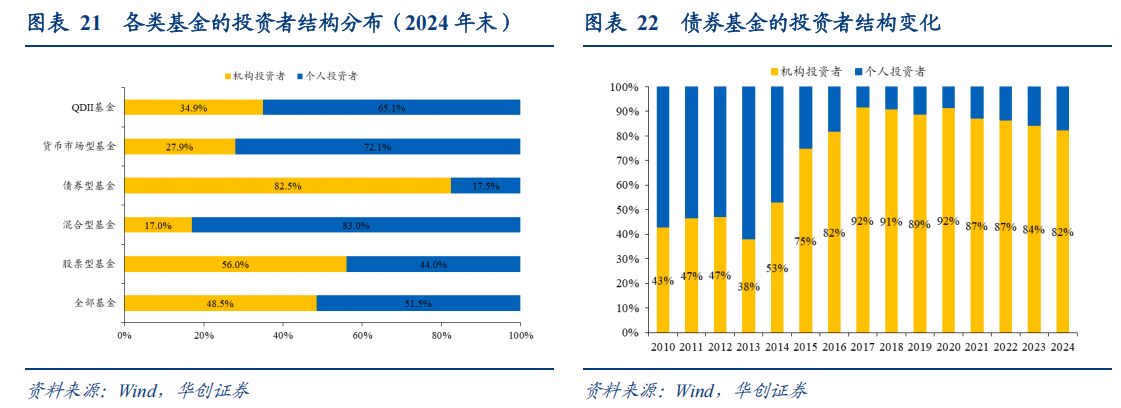 图表 21 各类基金的投资者结构分布（2024 年末）
机构投资者 个人投资者
QDII基金 34.9% 65.1%
货币市场型基金 27.9% 72.1%
债券型基金 82.5% 17.5%
混合型基金 17.0% 83.0%
股票型基金 56.0% 44.0%
全部基金 48.5% 51.5%
0% 20% 40% 60% 80% 100%
资料来源：Wind，华创证券
图表 22 债券基金的投资者结构变化
机构投资者 个人投资者
100%
90%
80%
70%
60%
50%
40%
30%
20%
10%
0%
43% 47% 47% 38% 53% 75% 82% 92% 91% 89% 92% 87% 87% 84% 82%
2010 2011 2012 2013 2014 2015 2016 2017 2018 2019 2020 2021 2022 2023 2024
资料来源：Wind，华创证券